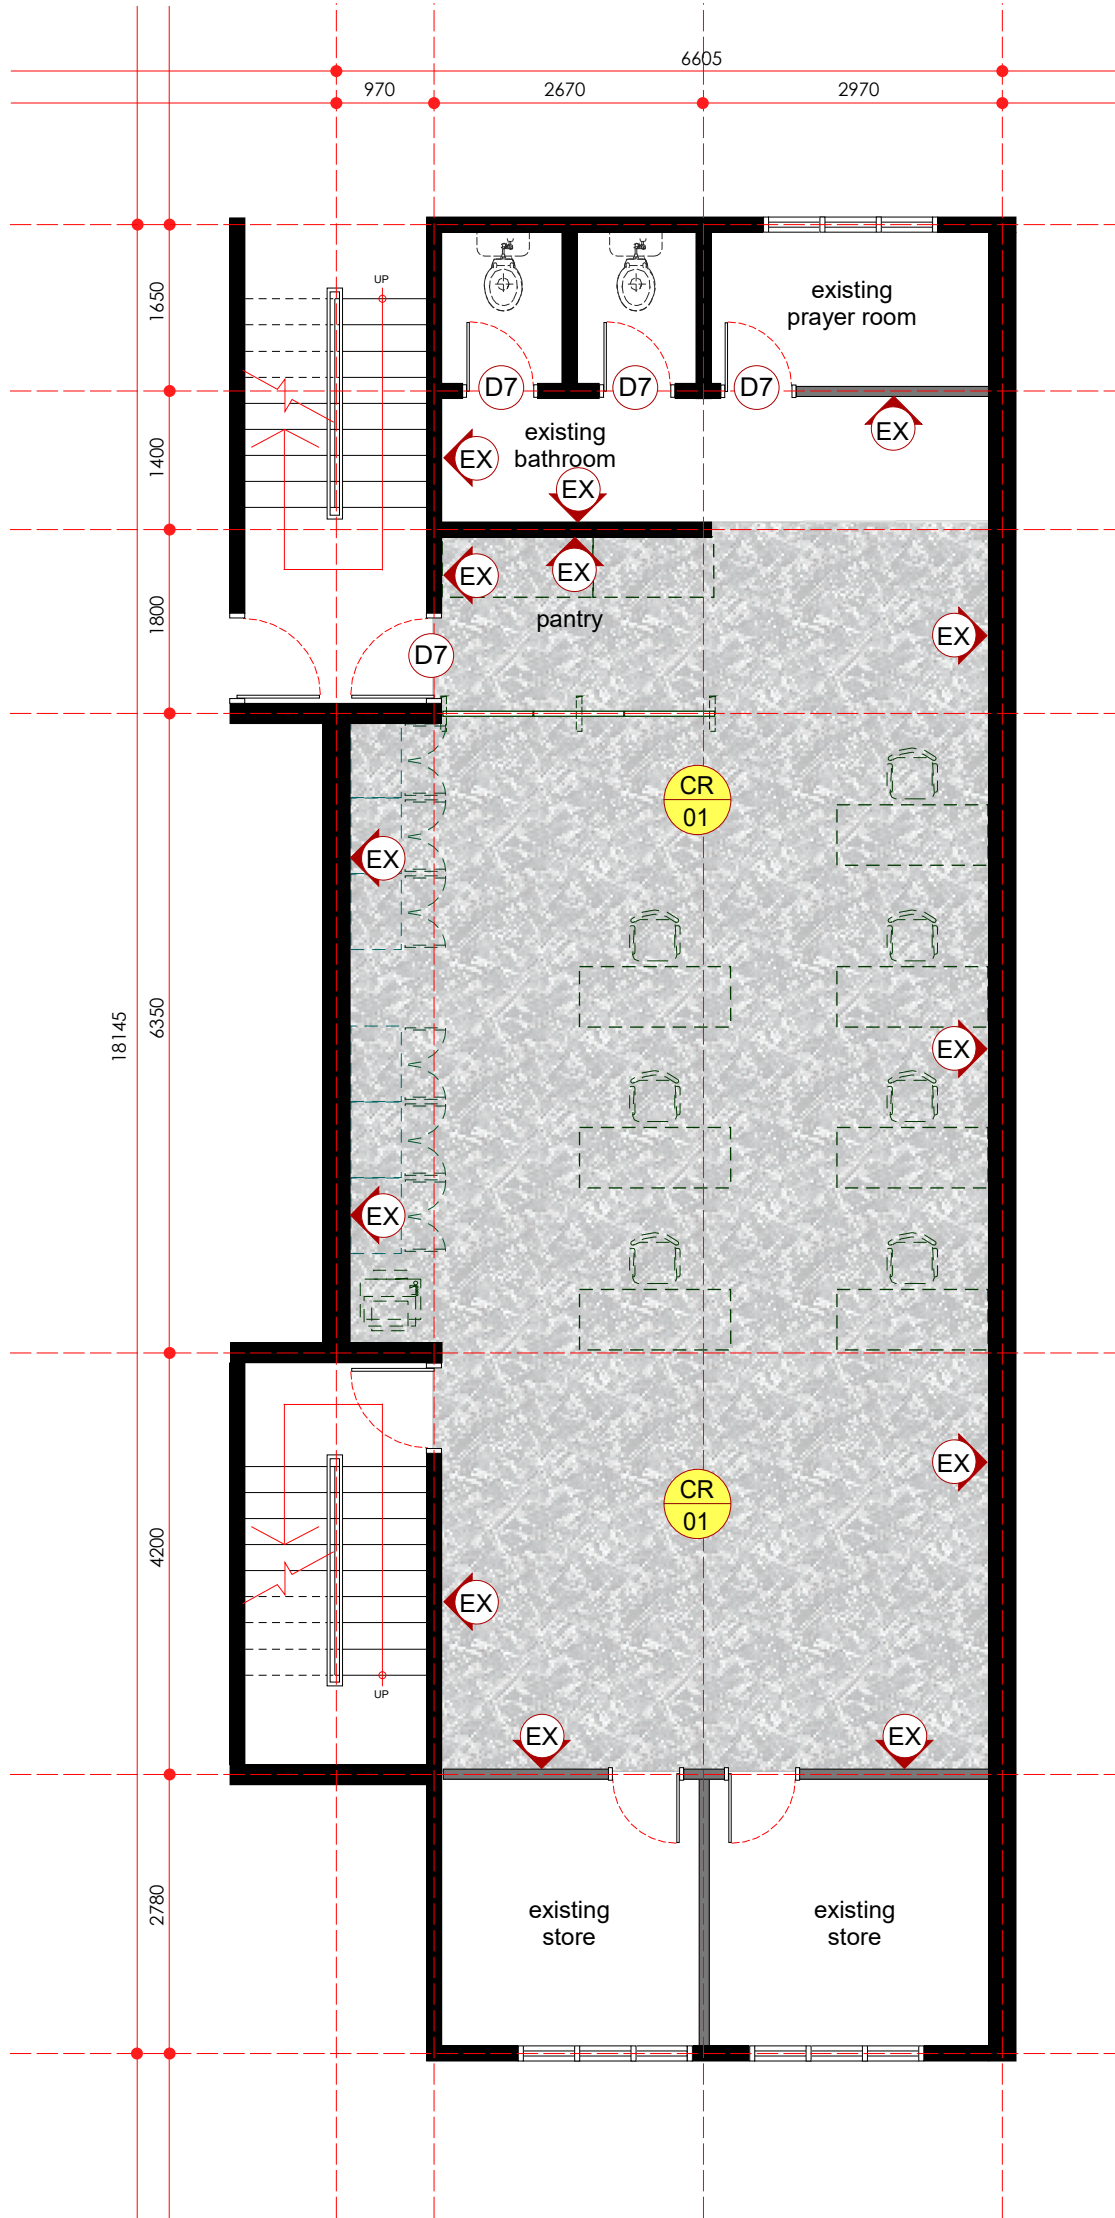 6605
970
2670
2970
UP
1650
existing
prayer room
D7
D7
D7
EX
existing
bathroom
EX
1400
EX
EX
EX
1800
pantry
EX
D7
CR
01
EX
18145
6350
EX
EX
EX
CR
01
4200
EX
UP
EX
EX
2780
existing
store
existing
store